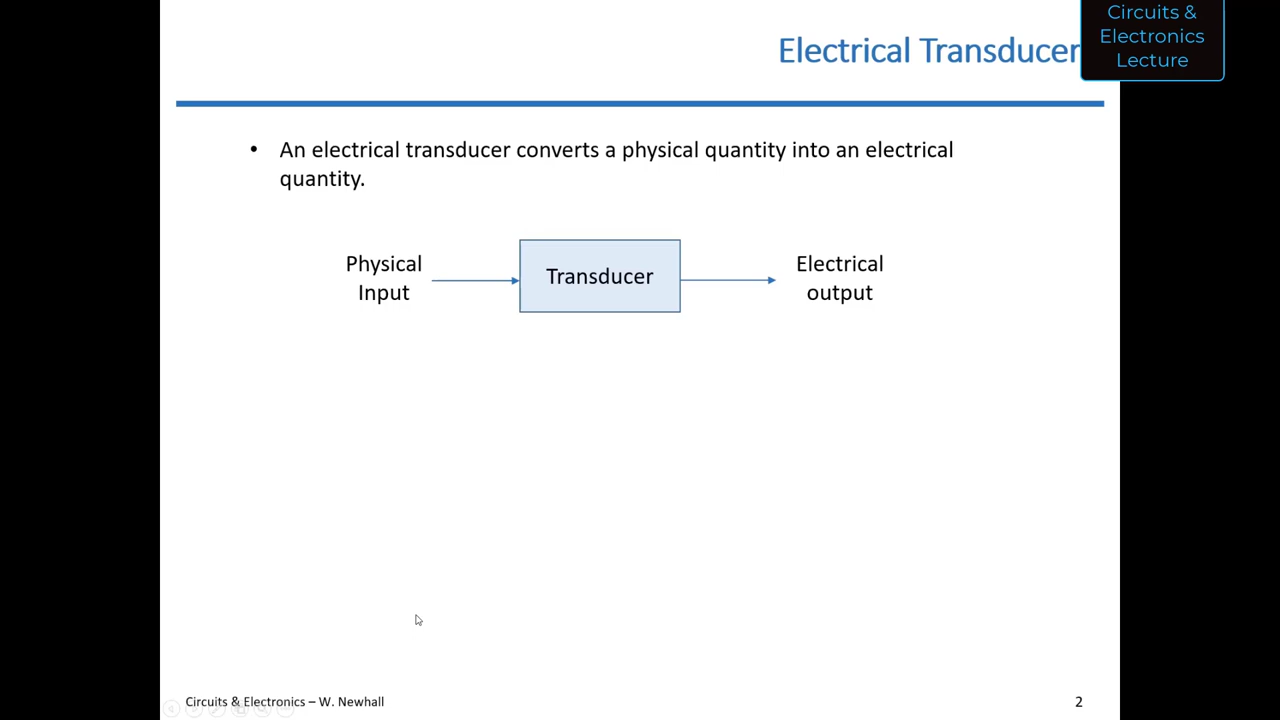 Circuits &
Electronics
Lecture
Electrical Transducer
• An electrical transducer converts a physical quantity into an electrical
quantity.
Physical
Input
Transducer
Electrical
output
Circuits & Electronics – W. Newhall
2